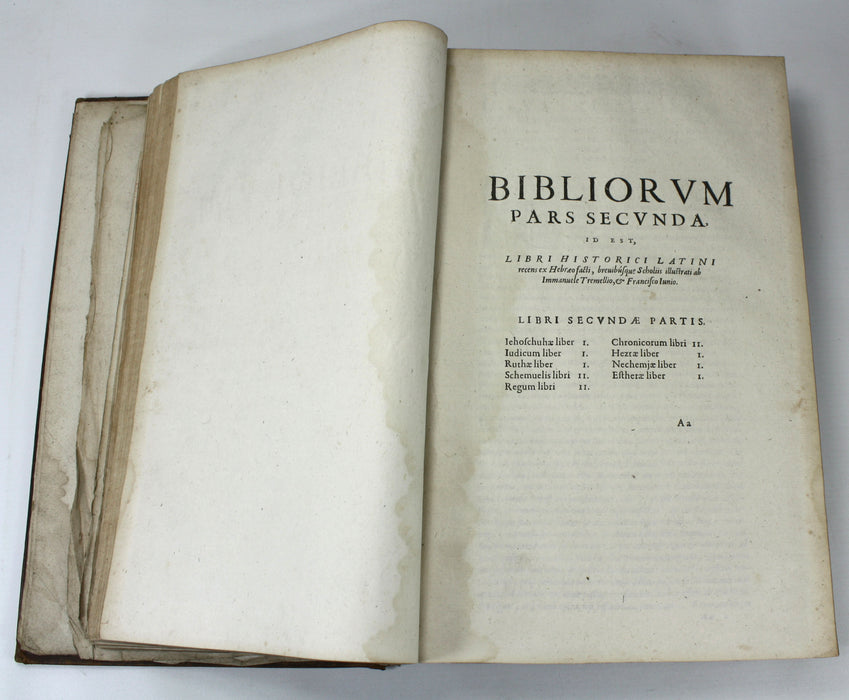 BIBLIORVM
PARS SECVNDA,
ID EST,
LIBRI HISTORICI LATINI
recens ex Hebræo facti, brevibúsque Scholiis illustrati ab
Immanuele Tremellio, & Francisco Iunio.
LIBRI SECVNDÆ PARTIS.
Iehoschuhæ liber I. Chronicorum libri II.
Iudicum liber I. Hezræ liber I.
Ruthæ liber I. Nechemjæ liber I.
Schemuelis libri II. Estheræ liber I.
Regum libri II.
Aa